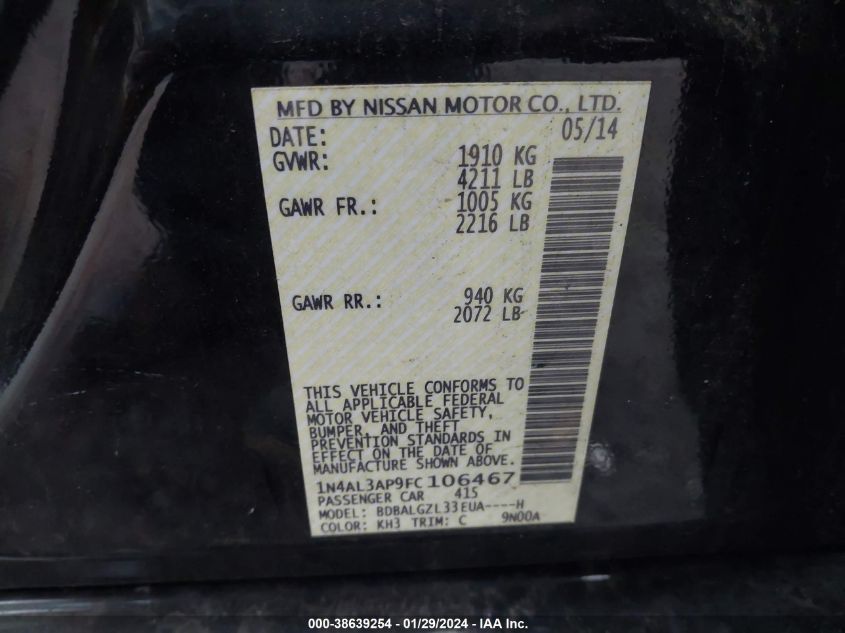 MFD BY NISSAN MOTOR CO., LTD.
DATE: 05/14
GVWR: 1910 KG
4211 LB
GAWR FR.: 1005 KG
2216 LB
GAWR RR.: 940 KG
2072 LB
THIS VEHICLE CONFORMS TO
ALL APPLICABLE FEDERAL
MOTOR VEHICLE SAFETY,
BUMPER, AND THEFT
PREVENTION STANDARDS IN
EFFECT ON THE DATE OF
MANUFACTURE SHOWN ABOVE.
1N4AL3AP9FC106467
PASSENGER CAR 415
MODEL: BDBALGZL33EUA----H
COLOR: KH3 TRIM: C 9N00A
000-38639254 - 01/29/2024 - IAA Inc.